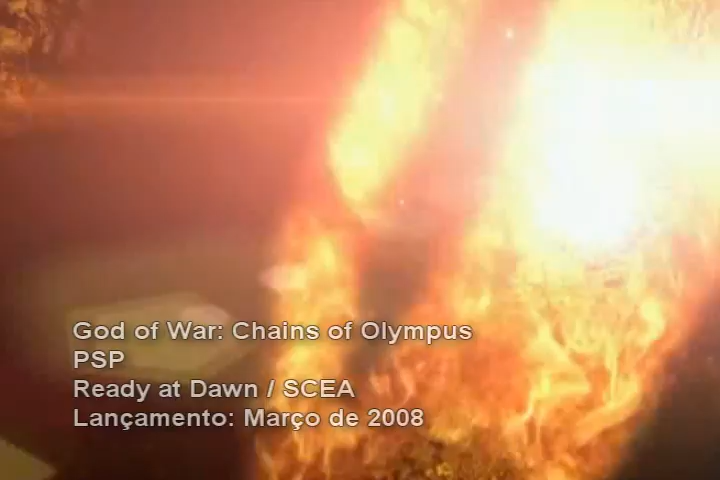 God of War: Chains of Olympus
PSP
Ready at Dawn / SCEA
Lançamento: Março de 2008